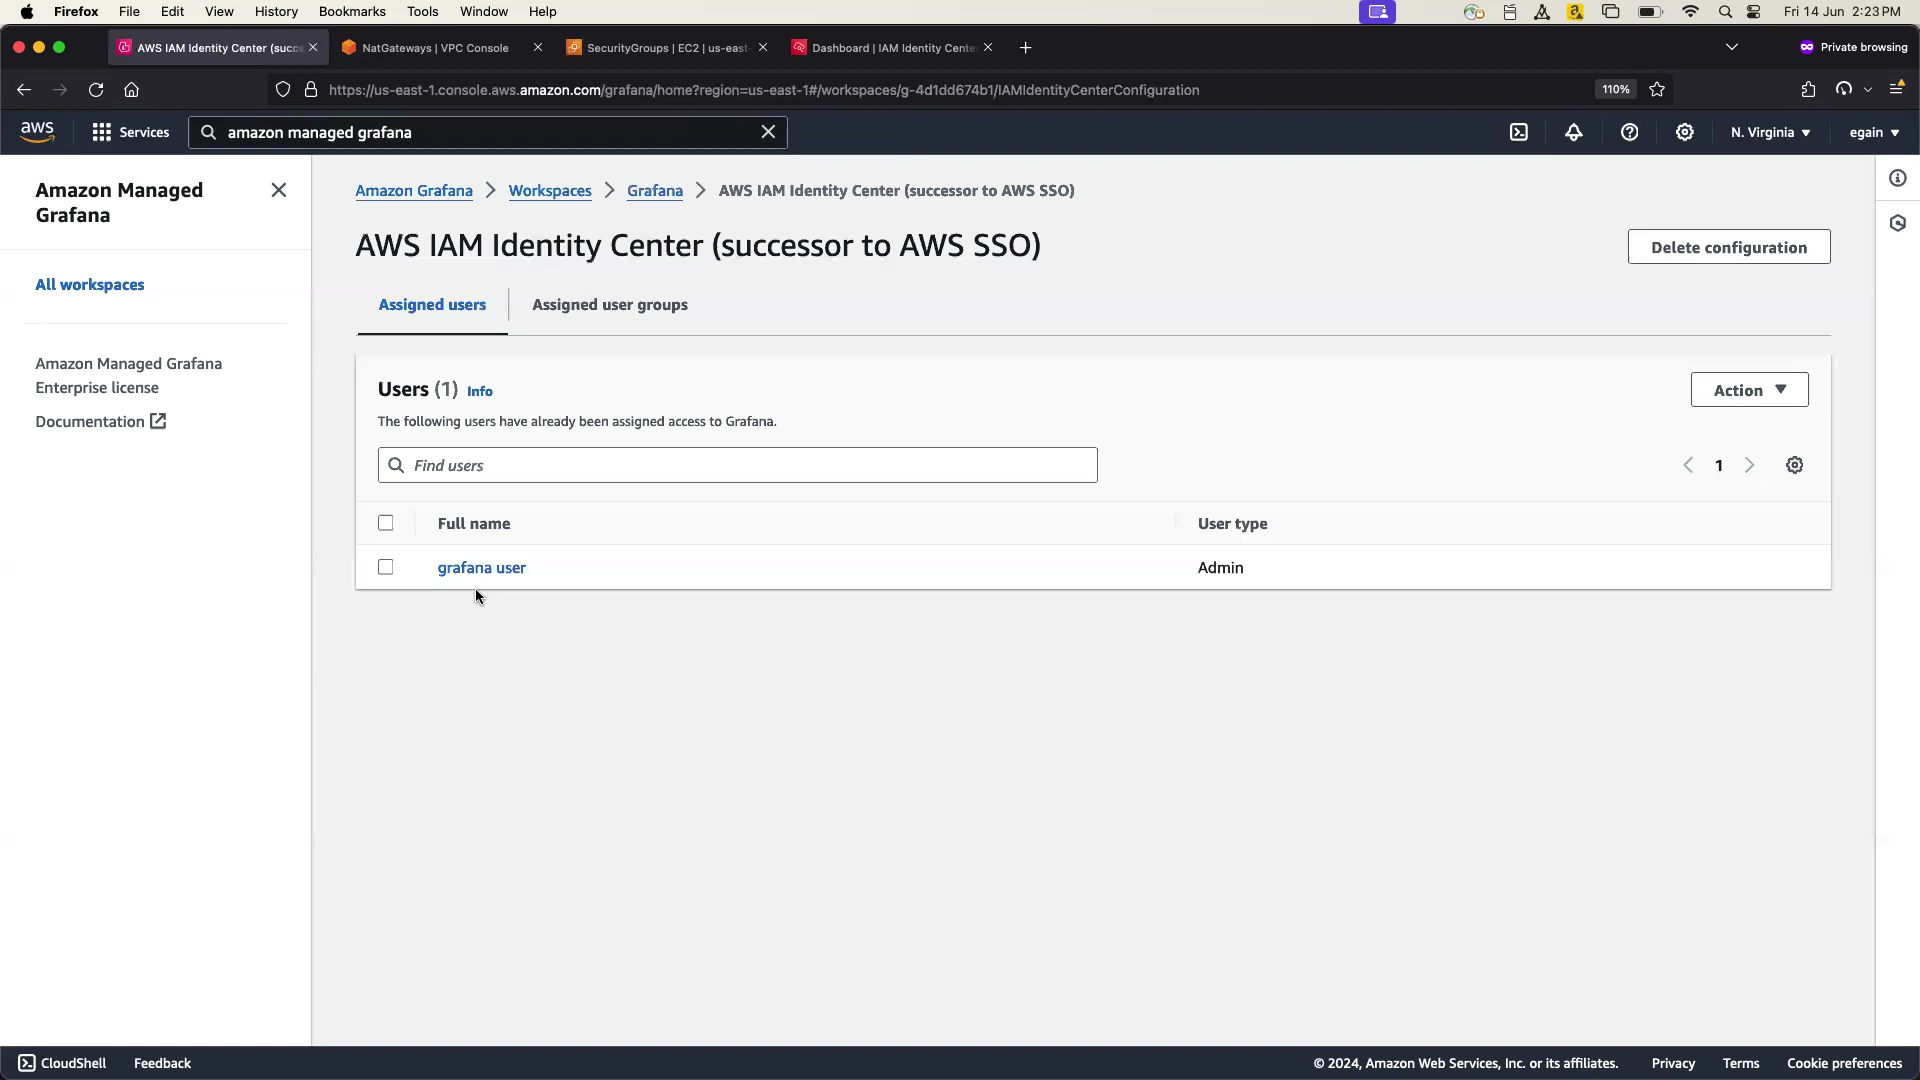 Firefox File Edit View History Bookmarks Tools Window Help
Fri 14 Jun 2:23 PM
AWS IAM Identity Center (succe
NatGateways | VPC Console
SecurityGroups | EC2 | us-east-
Dashboard | IAM Identity Cente
Private browsing
https://us-east-1.console.aws.amazon.com/grafana/home?region=us-east-1#/workspaces/g-4d1dd674b1/IAMIdentityCenterConfiguration
110%
aws
Services
amazon managed grafana
N. Virginia
egain
Amazon Managed
Grafana
All workspaces
Amazon Managed Grafana
Enterprise license
Documentation
Amazon Grafana
Workspaces
Grafana
AWS IAM Identity Center (successor to AWS SSO)
AWS IAM Identity Center (successor to AWS SSO)
Delete configuration
Assigned users
Assigned user groups
Users (1) Info
Action
The following users have already been assigned access to Grafana.
Find users
1
Full name
User type
grafana user
Admin
CloudShell
Feedback
© 2024, Amazon Web Services, Inc. or its affiliates.
Privacy
Terms
Cookie preferences